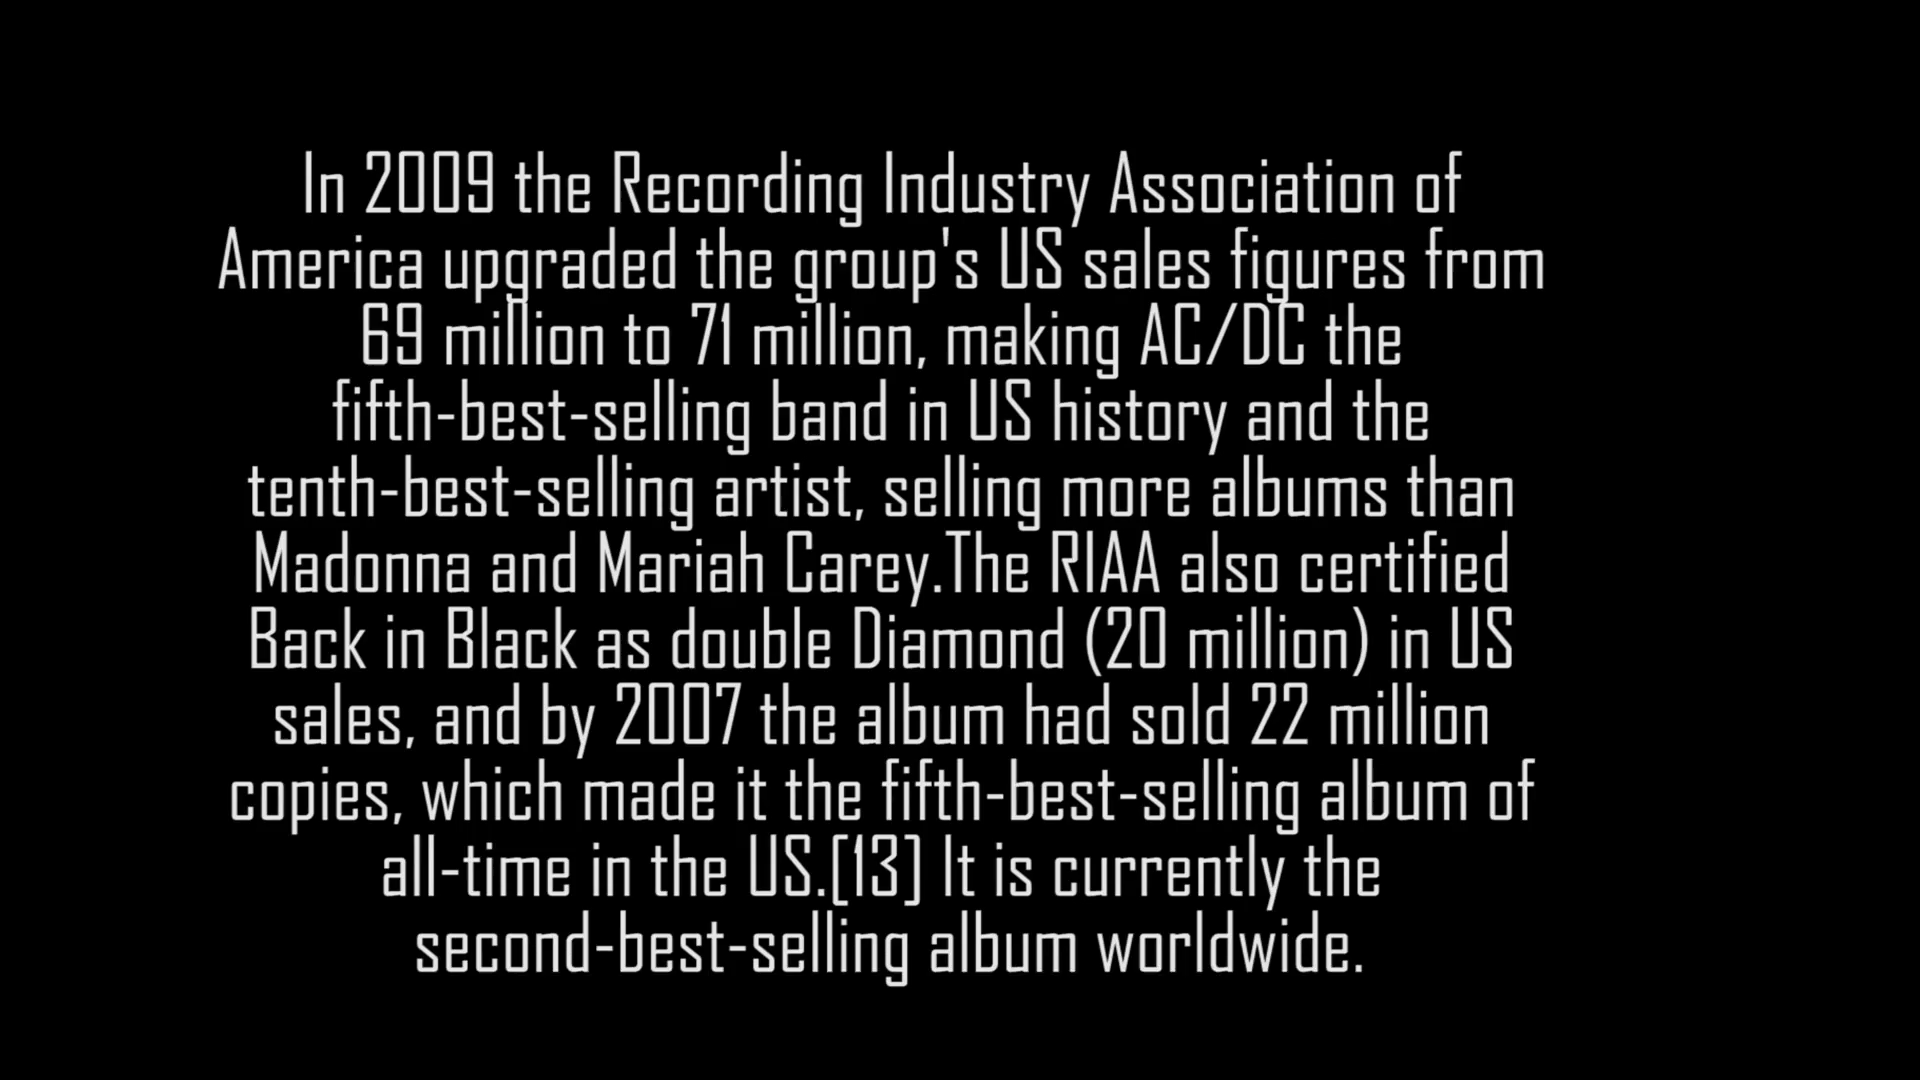 In 2009 the Recording Industry Association of
America upgraded the group's US sales figures from
69 million to 71 million, making AC/DC the
fifth-best-selling band in US history and the
tenth-best-selling artist, selling more albums than
Madonna and Mariah Carey.The RIAA also certified
Back in Black as double Diamond (20 million) in US
sales, and by 2007 the album had sold 22 million
copies, which made it the fifth-best-selling album of
all-time in the US.[13] It is currently the
second-best-selling album worldwide.